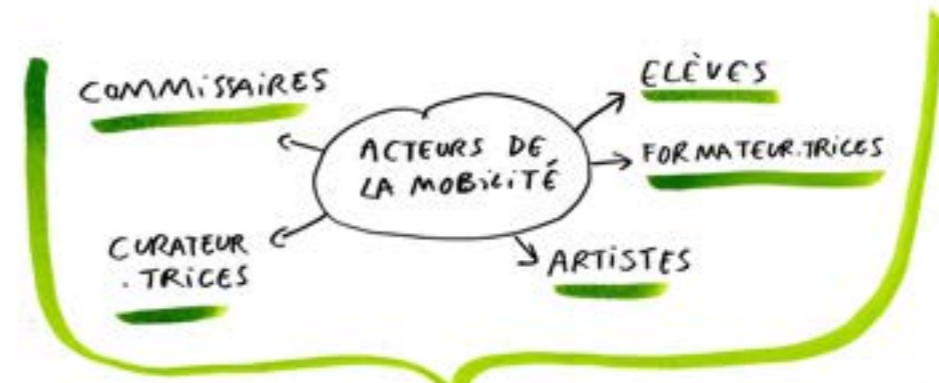 COMMISSAIRES
ELÈVES
ACTEURS DE
LA MOBILITÉ
FORMATEUR.TRICES
CURATEUR
.TRICES
ARTISTES